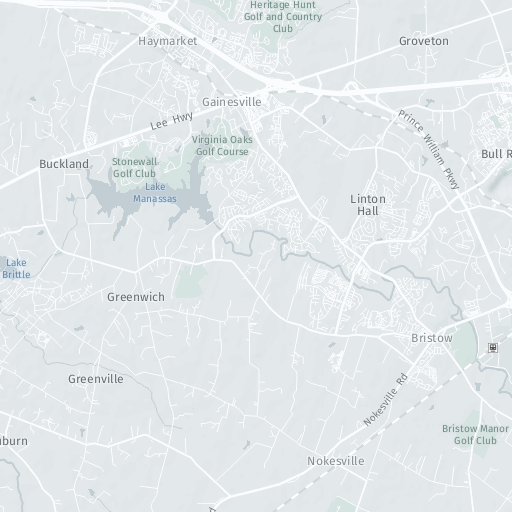 Heritage Hunt
Golf and Country
Club
Haymarket
Groveton
Gainesville
Lee Hwy
Prince William Pkwy
Virginia Oaks
Golf Course
Buckland
Stonewall
Golf Club
Bull R
Lake
Manassas
Linton
Hall
Lake
Brittle
Greenwich
Bristow
Greenville
Nokesville Rd
Bristow Manor
Golf Club
uburn
Nokesville